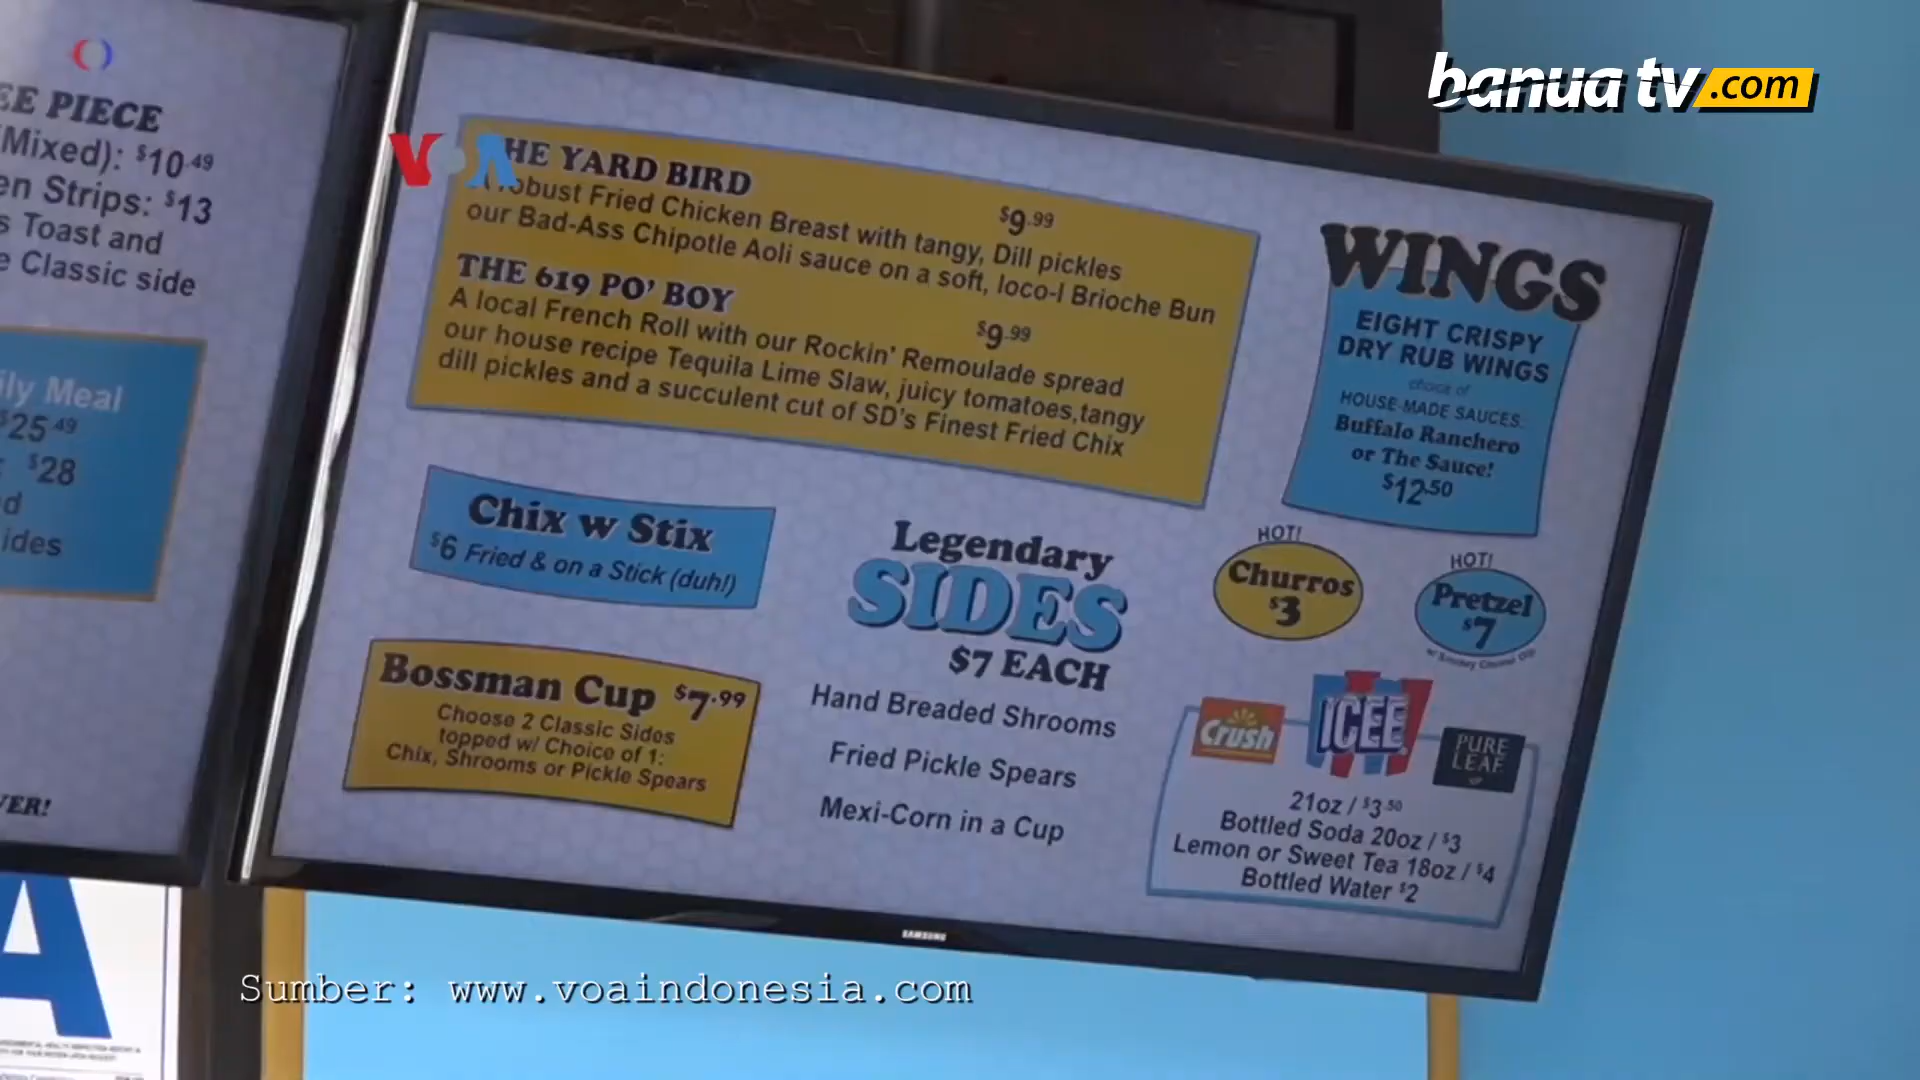 EE PIECE
(Mixed): $10.49
en Strips: $13
s Toast and
e Classic side
ily Meal
$25.49
$28
d
ides
VER!
A
VOA
HE YARD BIRD
$9.99
robust Fried Chicken Breast with tangy, Dill pickles
our Bad-Ass Chipotle Aoli sauce on a soft, loco-l Brioche Bun
THE 619 PO' BOY
$9.99
A local French Roll with our Rockin' Remoulade spread
our house recipe Tequila Lime Slaw, juicy tomatoes,tangy
dill pickles and a succulent cut of SD's Finest Fried Chix
WINGS
EIGHT CRISPY
DRY RUB WINGS
choice of
HOUSE-MADE SAUCES:
Buffalo Ranchero
or The Sauce!
$12.50
Chix w Stix
$6 Fried & on a Stick (duh!)
Bossman Cup $7.99
Choose 2 Classic Sides
topped w/ Choice of 1:
Chix, Shrooms or Pickle Spears
Legendary
SIDES
$7 EACH
Hand Breaded Shrooms
Fried Pickle Spears
Mexi-Corn in a Cup
HOT!
Churros
$3
HOT!
Pretzel
$7
Crush
ICEE
PURE
LEAF
21oz / $3.50
Bottled Soda 20oz / $3
Lemon or Sweet Tea 18oz / $4
Bottled Water $2
SAMSUNG
banua tv.com
Sumber: www.voaindonesia.com